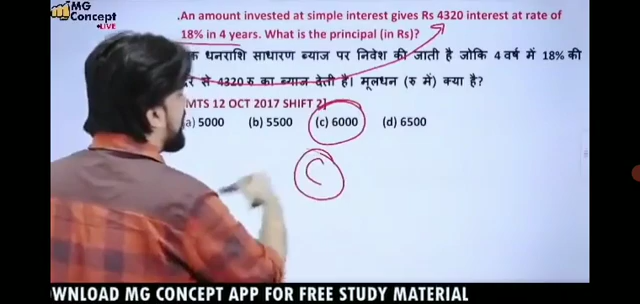 MG
Concept
LIVE
.An amount invested at simple interest gives Rs 4320 interest at rate of
18% in 4 years. What is the principal (in Rs)?
धनराशि साधारण ब्याज पर निवेश की जाती है जोकि 4 वर्ष में 18% की
से 4320 रु का ब्याज देती है। मूलधन (रु में) क्या है?
MTS 12 OCT 2017 SHIFT 2]
a) 5000 (b) 5500 (c) 6000 (d) 6500
C
WNLOAD MG CONCEPT APP FOR FREE STUDY MATERIAL